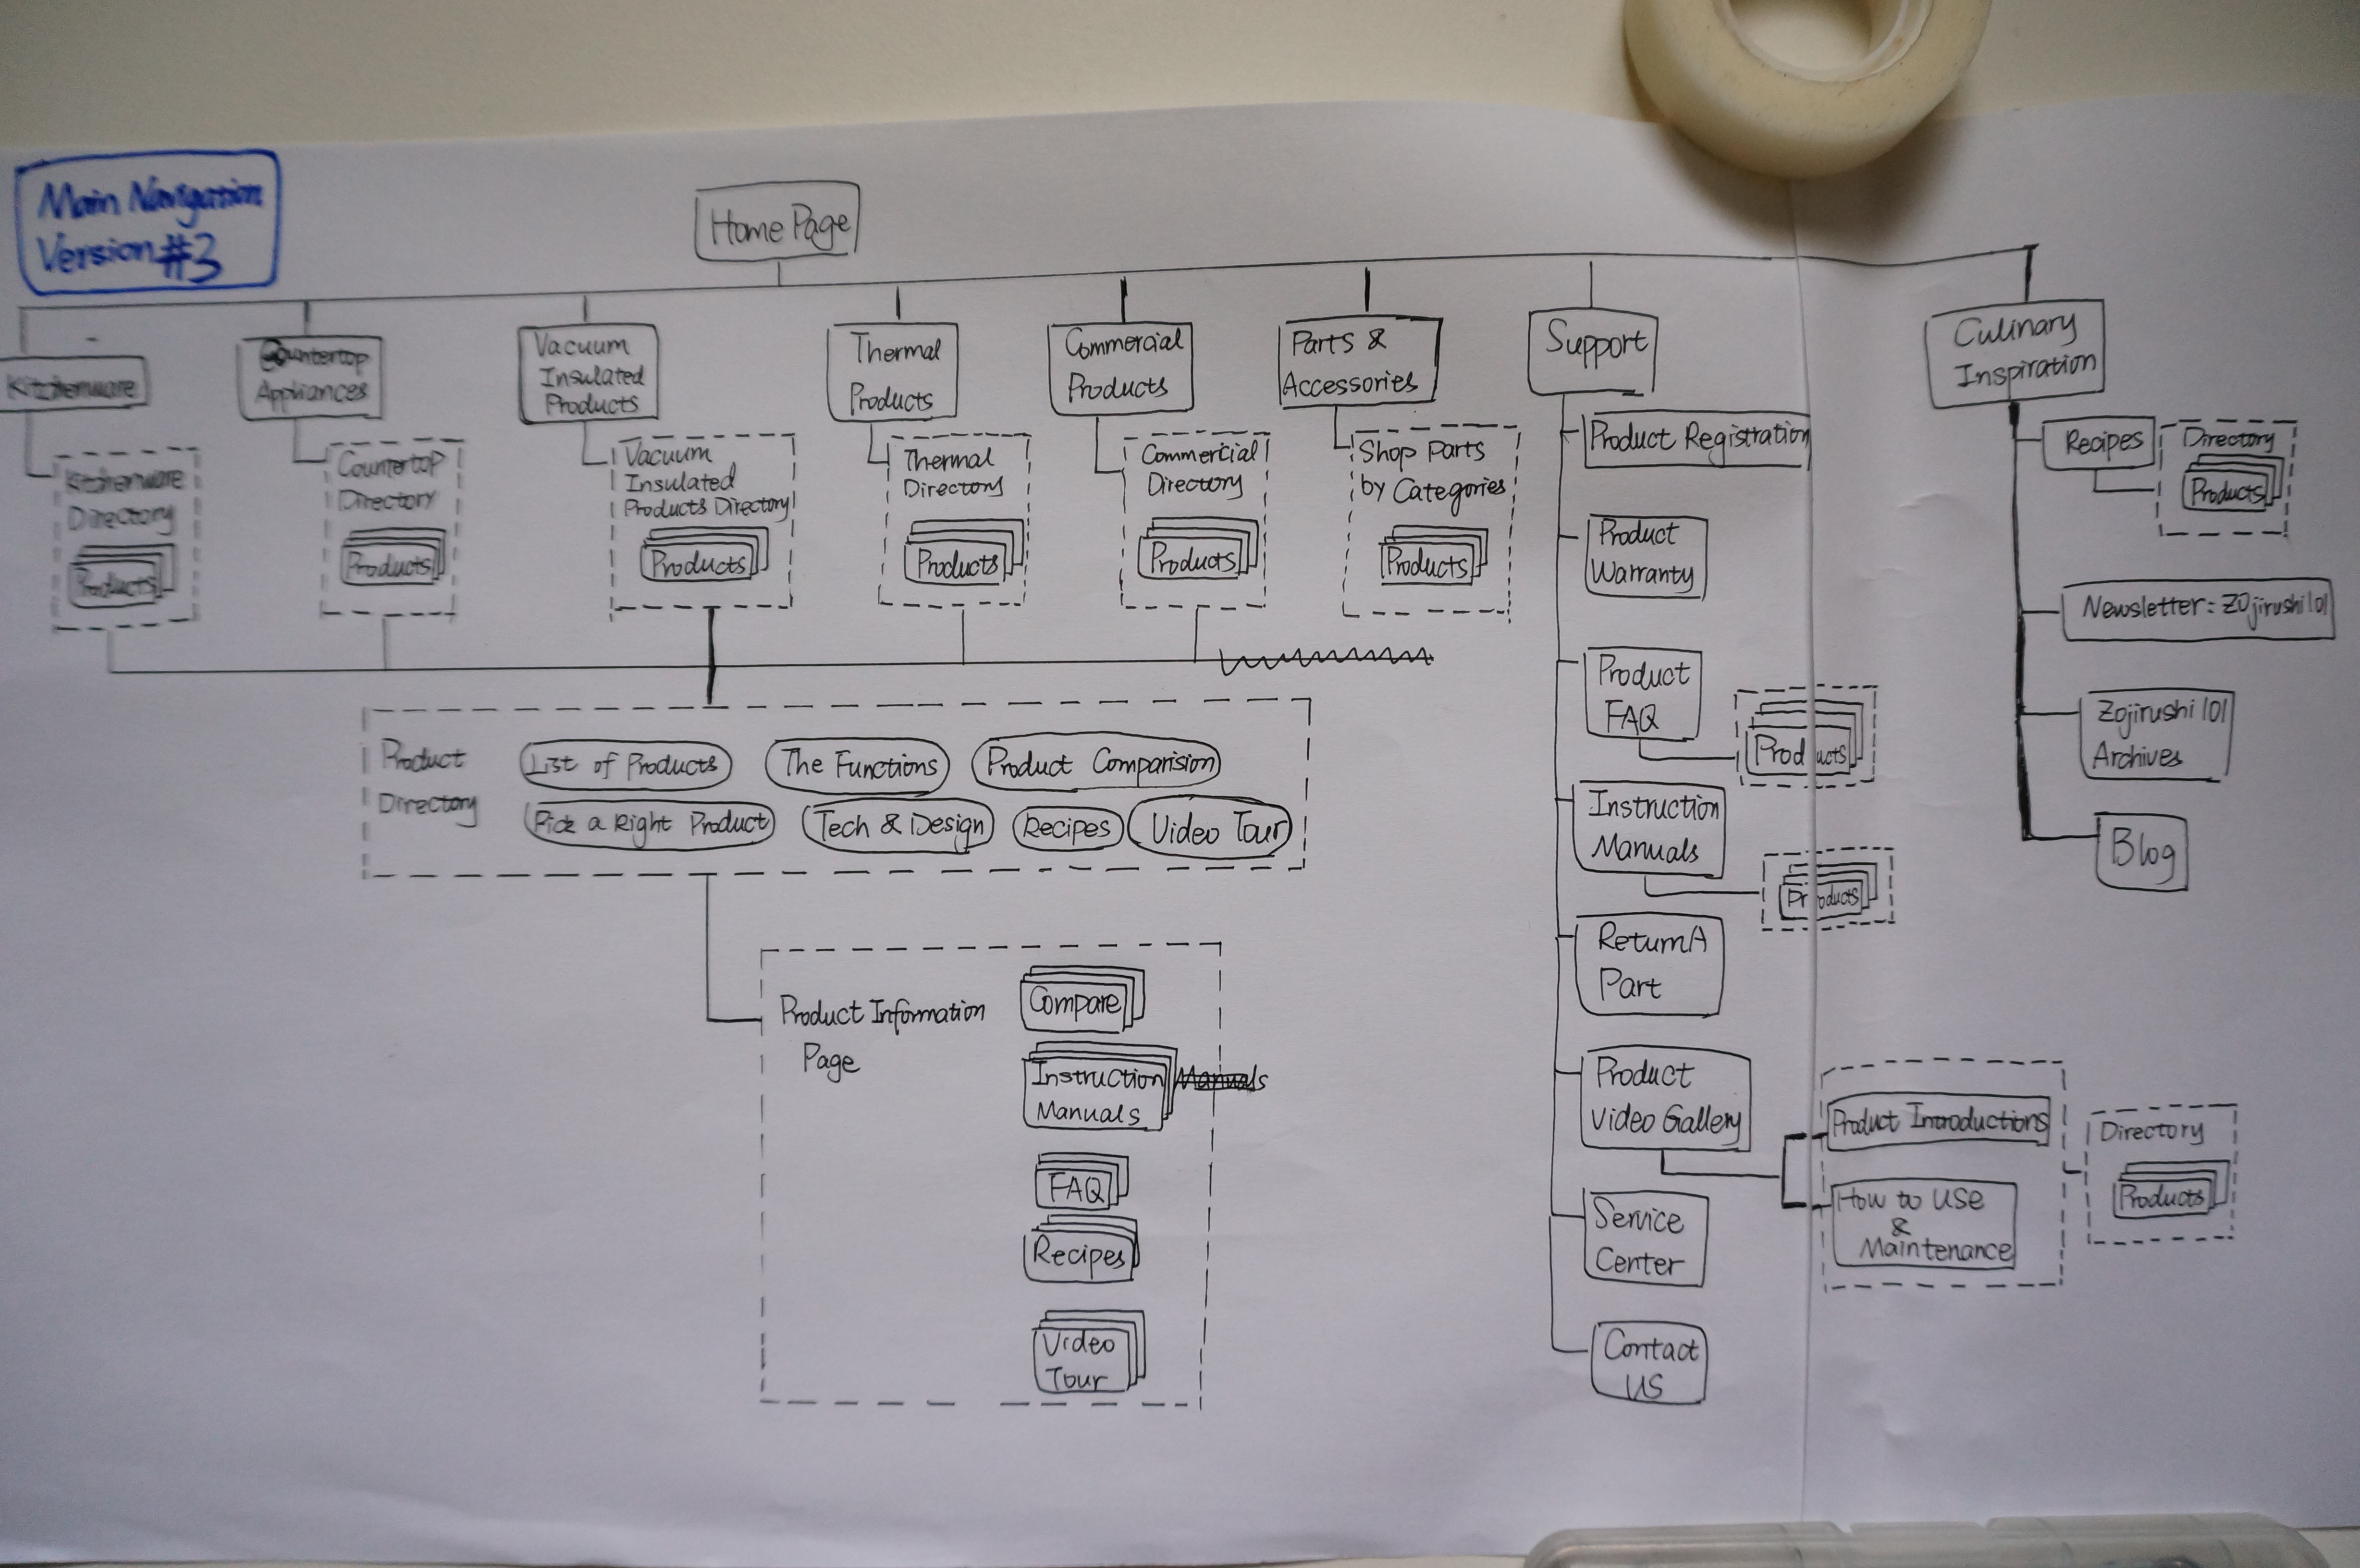 Main Navigation
Version #3
Home Page
Kitchenware
Countertop
Appliances
Vacuum
Insulated
Products
Thermal
Products
Commercial
Products
Parts &
Accessories
Support
Culinary
Inspiration
Kitchenware
Directory
Products
Countertop
Directory
Products
Vacuum
Insulated
Products Directory
Products
Thermal
Directory
Products
Commercial
Directory
Products
Shop Parts
by Categories
Products
Product Registration
Product
Warranty
Product
FAQ
Products
Instruction
Manuals
Products
Return A
Part
Product
Video Gallery
Product Introductions
How to use
&
Maintenance
Directory
Products
Service
Center
Contact
US
Recipes
Directory
Products
Newsletter: Zojirushi 101
Zojirushi 101
Archives
Blog
Product
Directory
List of Products
The Functions
Product Comparision
Pick a Right Product
Tech & Design
Recipes
Video Tour
Product Information
Page
Compare
Instruction Manuals
Manuals
FAQ
Recipes
Video
Tour